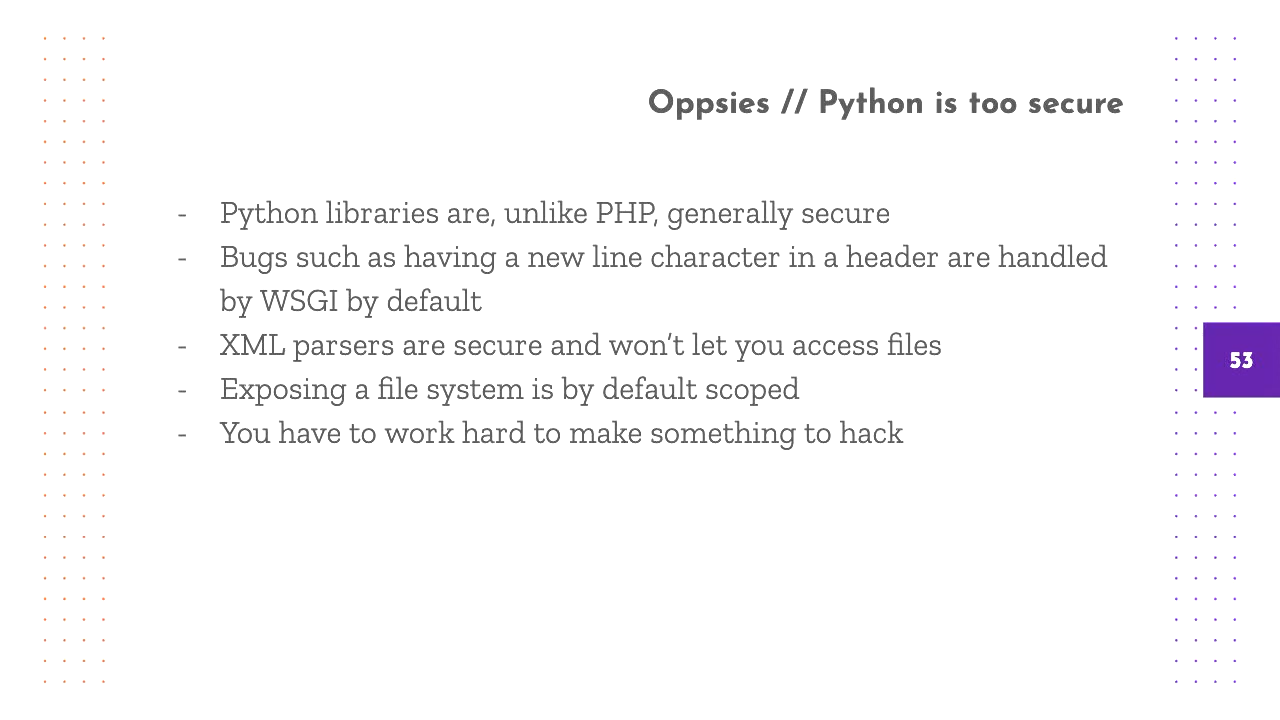 Oppsies // Python is too secure
- Python libraries are, unlike PHP, generally secure
- Bugs such as having a new line character in a header are handled
by WSGI by default
- XML parsers are secure and won’t let you access files
- Exposing a file system is by default scoped
- You have to work hard to make something to hack
53